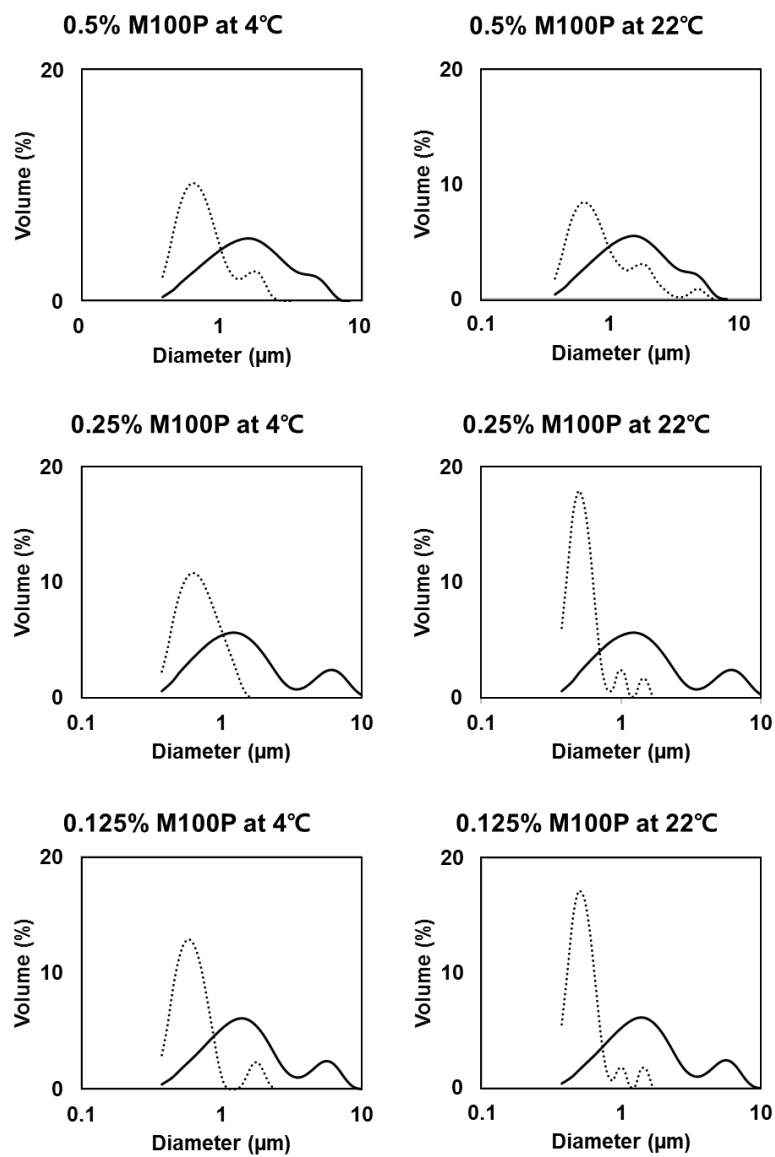 0.5% M100P at 4℃
20
Volume (%)
10
0
0
1
10
Diameter (µm)
0.5% M100P at 22℃
20
Volume (%)
10
0
0.1
1
10
Diameter (µm)
0.25% M100P at 4℃
20
Volume (%)
10
0
0.1
1
10
Diameter (µm)
0.25% M100P at 22℃
20
Volume (%)
10
0
0.1
1
10
Diameter (µm)
0.125% M100P at 4℃
20
Volume (%)
10
0
0.1
1
10
Diameter (µm)
0.125% M100P at 22℃
20
Volume (%)
10
0
0.1
1
10
Diameter (µm)